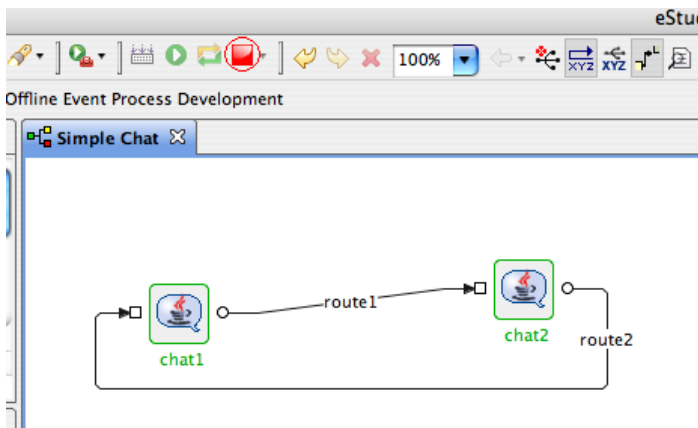 eStu
100%
XYZ
XYZ
L
Offline Event Process Development
Simple Chat
route1
chat1
chat2
route2